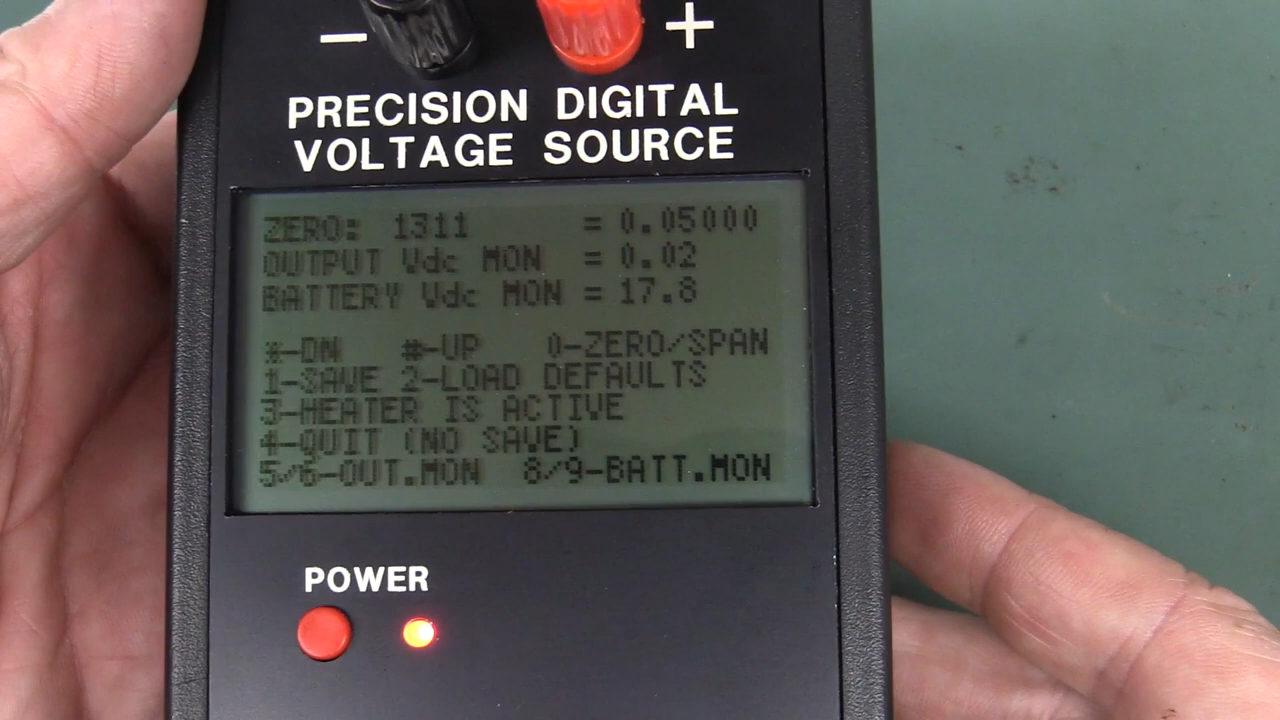 − +
PRECISION DIGITAL
VOLTAGE SOURCE
ZERO: 1311 = 0.05000
OUTPUT Vdc MON = 0.02
BATTERY Vdc MON = 17.8
*-DN #-UP 0-ZERO/SPAN
1-SAVE 2-LOAD DEFAULTS
3-HEATER IS ACTIVE
4-QUIT (NO SAVE)
5/6-OUT.MON 8/9-BATT.MON
POWER